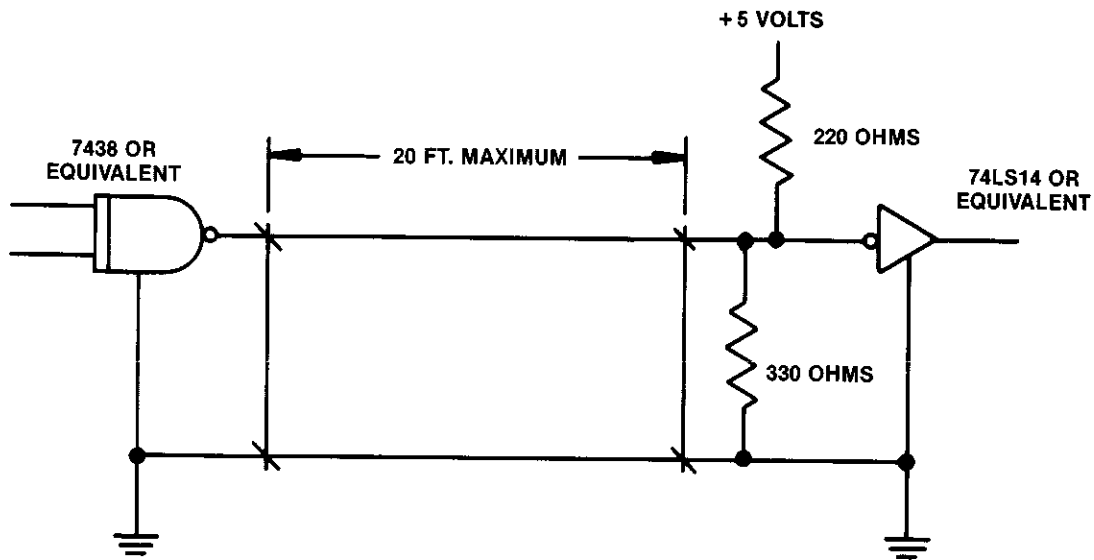 +5 VOLTS
220 OHMS
7438 OR
EQUIVALENT
20 FT. MAXIMUM
74LS14 OR
EQUIVALENT
330 OHMS